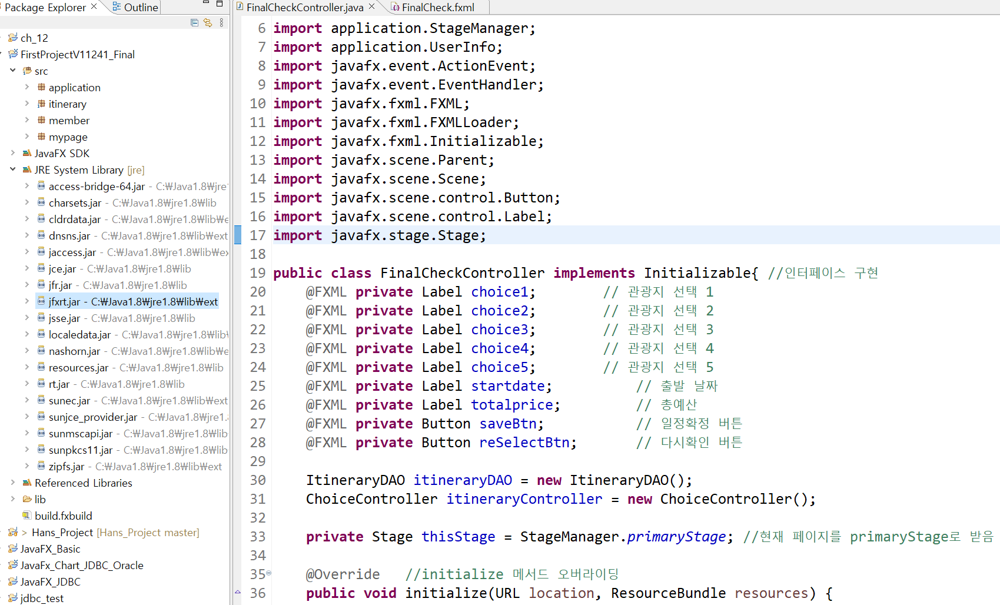 Package Explorer
Outline
ch_12
FirstProjectV11241_Final
src
application
itinerary
member
mypage
JavaFX SDK
JRE System Library [jre]
access-bridge-64.jar - C:₩Java1.8₩jre
charsets.jar - C:₩Java1.8₩jre1.8₩lib
cldrdata.jar - C:₩Java1.8₩jre1.8₩lib₩e
dnsns.jar - C:₩Java1.8₩jre1.8₩lib₩ext
jaccess.jar - C:₩Java1.8₩jre1.8₩lib₩ex
jce.jar - C:₩Java1.8₩jre1.8₩lib
jfr.jar - C:₩Java1.8₩jre1.8₩lib
jfxrt.jar - C:₩Java1.8₩jre1.8₩lib₩ext
jsse.jar - C:₩Java1.8₩jre1.8₩lib
localedata.jar - C:₩Java1.8₩jre1.8₩lib
nashorn.jar - C:₩Java1.8₩jre1.8₩lib₩e
resources.jar - C:₩Java1.8₩jre1.8₩lib
rt.jar - C:₩Java1.8₩jre1.8₩lib
sunec.jar - C:₩Java1.8₩jre1.8₩lib₩ext
sunjce_provider.jar - C:₩Java1.8₩jre1.
sunmscapi.jar - C:₩Java1.8₩jre1.8₩lib
sunpkcs11.jar - C:₩Java1.8₩jre1.8₩lib
zipfs.jar - C:₩Java1.8₩jre1.8₩lib₩ext
Referenced Libraries
lib
build.fxbuild
> Hans_Project [Hans_Project master]
JavaFX_Basic
JavaFx_Chart_JDBC_Oracle
JavaFX_JDBC
jdbc_test
FinalCheckController.java
FinalCheck.fxml
6 import application.StageManager;
7 import application.UserInfo;
8 import javafx.event.ActionEvent;
9 import javafx.event.EventHandler;
10 import javafx.fxml.FXML;
11 import javafx.fxml.FXMLLoader;
12 import javafx.fxml.Initializable;
13 import javafx.scene.Parent;
14 import javafx.scene.Scene;
15 import javafx.scene.control.Button;
16 import javafx.scene.control.Label;
17 import javafx.stage.Stage;
18
19 public class FinalCheckController implements Initializable{ //인터페이스 구현
20 @FXML private Label choice1; // 관광지 선택 1
21 @FXML private Label choice2; // 관광지 선택 2
22 @FXML private Label choice3; // 관광지 선택 3
23 @FXML private Label choice4; // 관광지 선택 4
24 @FXML private Label choice5; // 관광지 선택 5
25 @FXML private Label startdate; // 출발 날짜
26 @FXML private Label totalprice; // 총예산
27 @FXML private Button saveBtn; // 일정확정 버튼
28 @FXML private Button reSelectBtn; // 다시확인 버튼
29
30 ItineraryDAO itineraryDAO = new ItineraryDAO();
31 ChoiceController itineraryController = new ChoiceController();
32
33 private Stage thisStage = StageManager.primaryStage; //현재 페이지를 primaryStage로 받음
34
35 @Override //initialize 메서드 오버라이딩
36 public void initialize(URL location, ResourceBundle resources) {